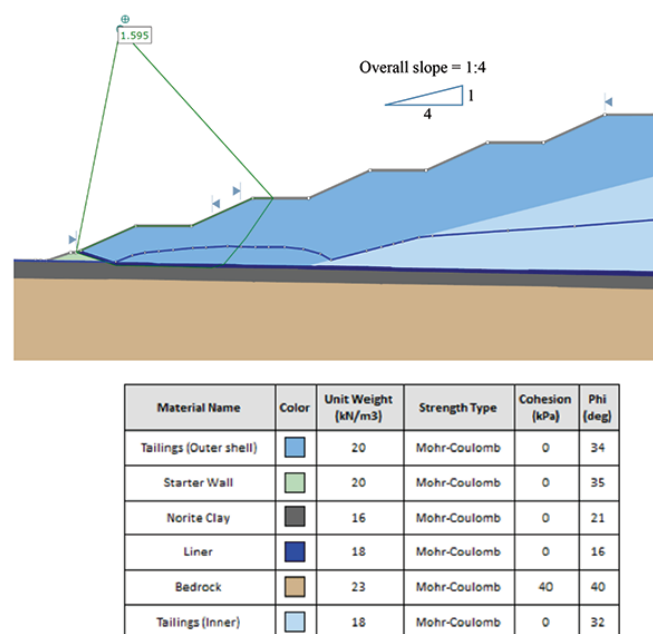 1.595
Overall slope = 1:4
1
4
Material Name Color Unit Weight (kN/m3) Strength Type Cohesion (kPa) Phi (deg)
Tailings (Outer shell) 20 Mohr-Coulomb 0 34
Starter Wall 20 Mohr-Coulomb 0 35
Norite Clay 16 Mohr-Coulomb 0 21
Liner 18 Mohr-Coulomb 0 16
Bedrock 23 Mohr-Coulomb 40 40
Tailings (Inner) 18 Mohr-Coulomb 0 32